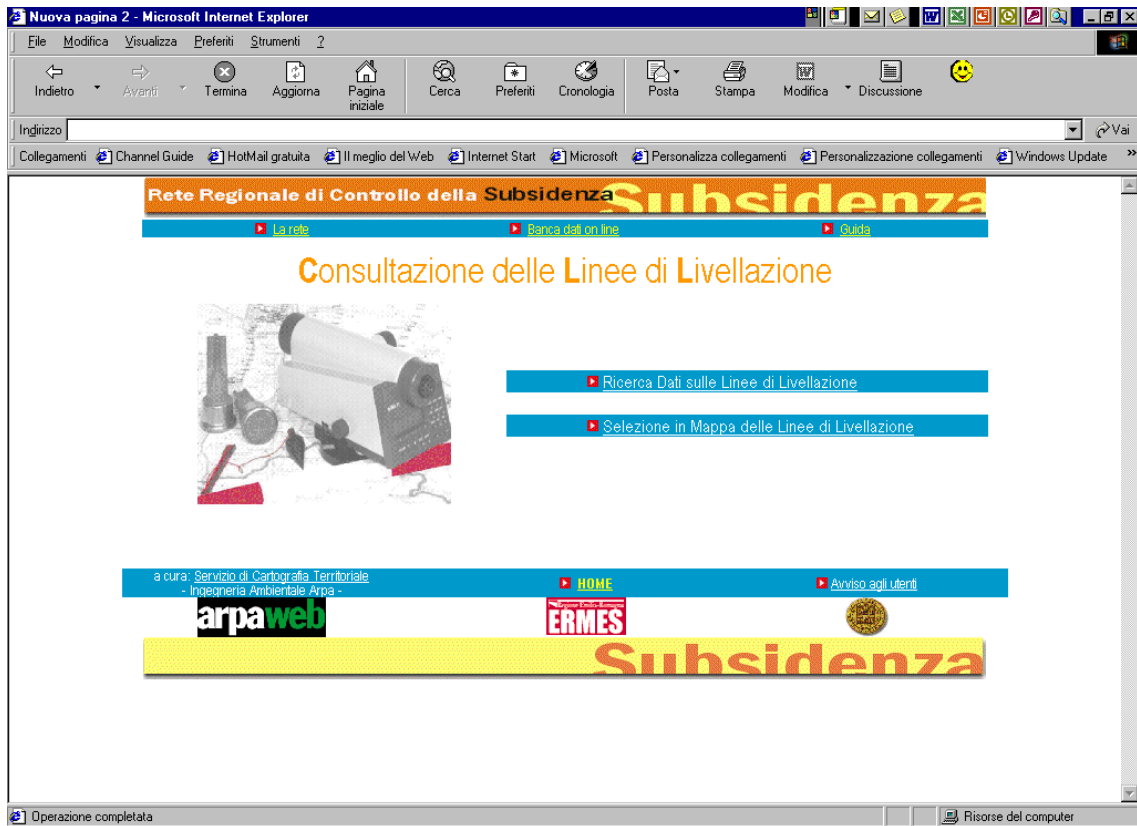 Nuova pagina 2 - Microsoft Internet Explorer
File Modifica Visualizza Preferiti Strumenti ?
Indietro Avanti Termina Aggiorna Pagina iniziale Cerca Preferiti Cronologia Posta Stampa Modifica Discussione
Indirizzo Vai
Collegamenti Channel Guide HotMail gratuita Il meglio del Web Internet Start Microsoft Personalizza collegamenti Personalizzazione collegamenti Windows Update »
Rete Regionale di Controllo della Subsidenza Subsidenza
La rete Banca dati on line Guida
Consultazione delle Linee di Livellazione
Ricerca Dati sulle Linee di Livellazione
Selezione in Mappa delle Linee di Livellazione
a cura: Servizio di Cartografia Territoriale
- Ingegneria Ambientale Arpa -
HOME Avviso agli utenti
arpaweb
Regione Emilia-Romagna
ERMES
Subsidenza
Operazione completata Risorse del computer